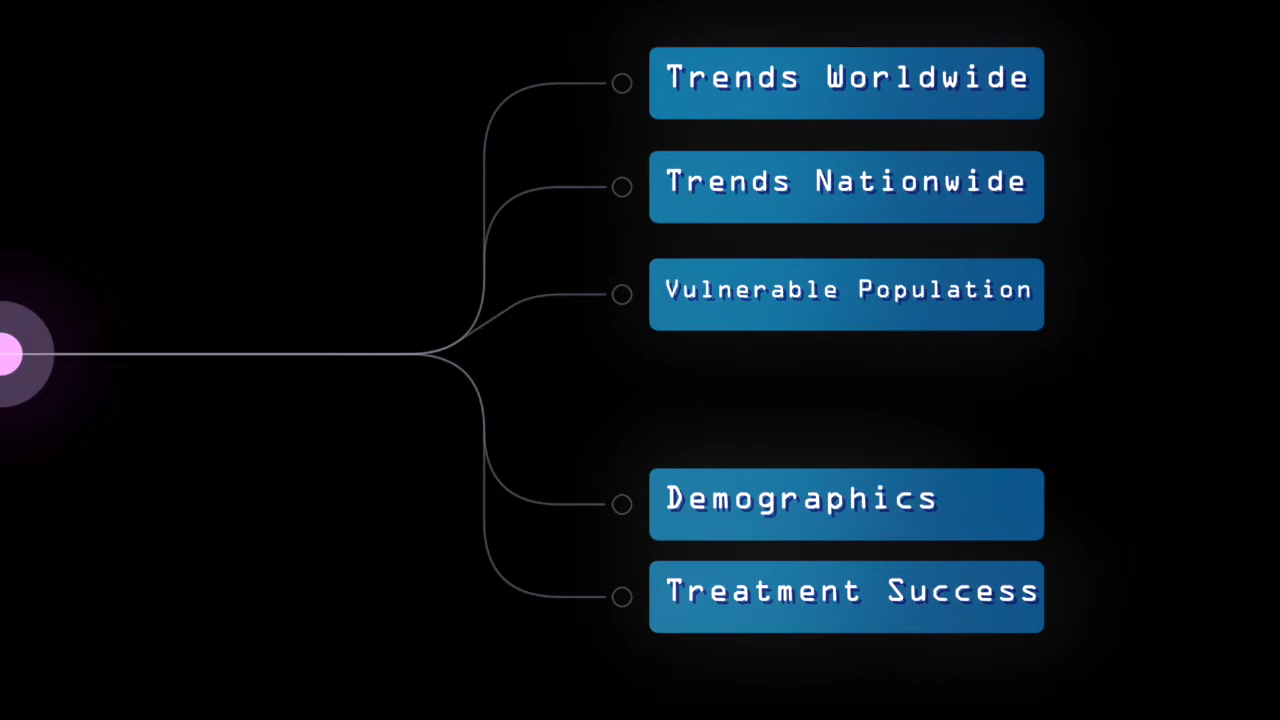 Trends Worldwide
Trends Nationwide
Vulnerable Population
Demographics
Treatment Success